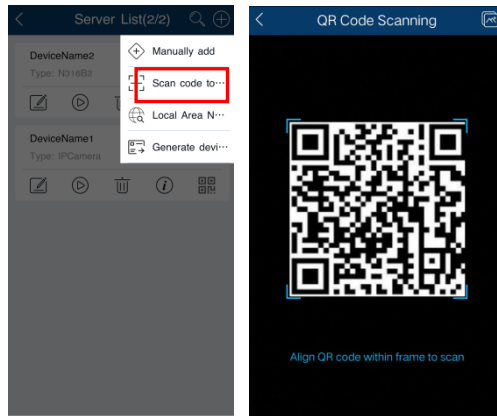 Server List(2/2)
Manually add
Scan code to···
Local Area N···
Generate devi···
DeviceName2
Type: N316B2
DeviceName1
Type: IPCamera
QR Code Scanning
Align QR code within frame to scan